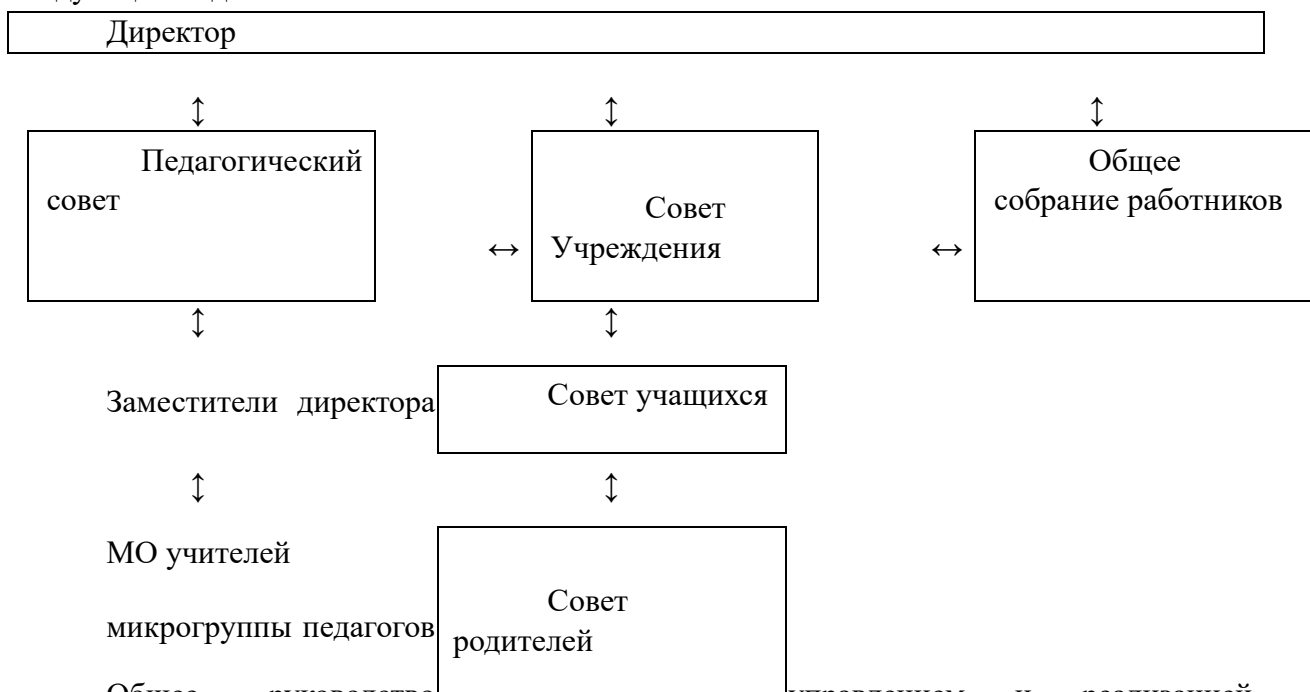 Директор
↕ ↕ ↕
Педагогический
совет
↔
Совет
Учреждения
↔
Общее
собрание работников
↕ ↕
Заместители директора
Совет учащихся
↕ ↕
МО учителей
микрогруппы педагогов
Совет
родителей
Общее руководство управлением и реализацией